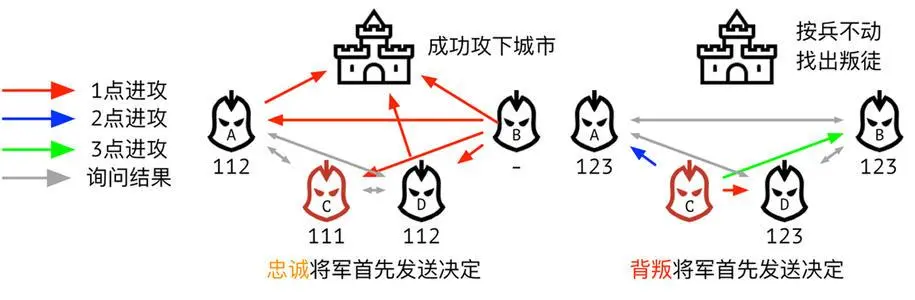 1点进攻
2点进攻
3点进攻
询问结果
成功攻下城市
A
112
B
-
C
111
D
112
忠诚将军首先发送决定
按兵不动
找出叛徒
A
123
B
123
C
D
123
背叛将军首先发送决定